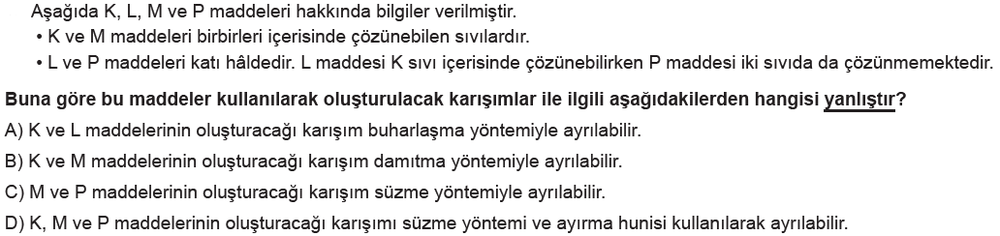 Aşağıda K, L, M ve P maddeleri hakkında bilgiler verilmiştir.
• K ve M maddeleri birbirleri içerisinde çözünebilen sıvılardır.
• L ve P maddeleri katı hâldedir. L maddesi K sıvı içerisinde çözünebilirken P maddesi iki sıvıda da çözünmemektedir.
Buna göre bu maddeler kullanılarak oluşturulacak karışımlar ile ilgili aşağıdakilerden hangisi yanlıştır?
A) K ve L maddelerinin oluşturacağı karışım buharlaşma yöntemiyle ayrılabilir.
B) K ve M maddelerinin oluşturacağı karışım damıtma yöntemiyle ayrılabilir.
C) M ve P maddelerinin oluşturacağı karışım süzme yöntemiyle ayrılabilir.
D) K, M ve P maddelerinin oluşturacağı karışımı süzme yöntemi ve ayırma hunisi kullanılarak ayrılabilir.